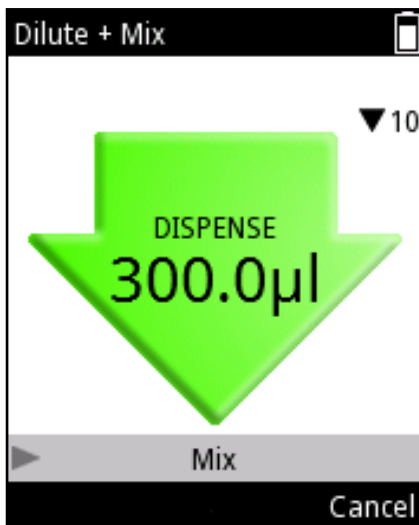 Dilute + Mix
▼10
DISPENSE
300.0µl
Mix
Cancel